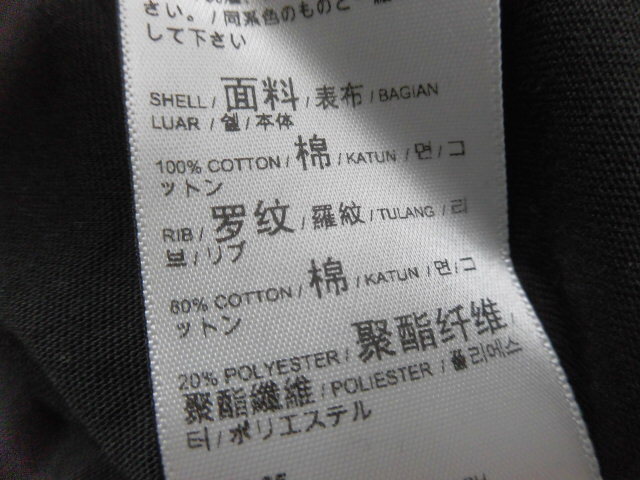 さい。/同系色のものと
して下さい
SHELL / 面料 / 表布 / BAGIAN
LUAR / 쉘 / 本体
100% COTTON / 棉 / KATUN / 면 / コ
ットン
RIB / 罗纹 / 羅紋 / TULANG / 리
브 / リブ
80% COTTON / 棉 / KATUN / 면 / コ
ットン
20% POLYESTER / 聚酯纤维 /
聚酯纖維 / POLIESTER / 폴리에스
터 / ポリエステル